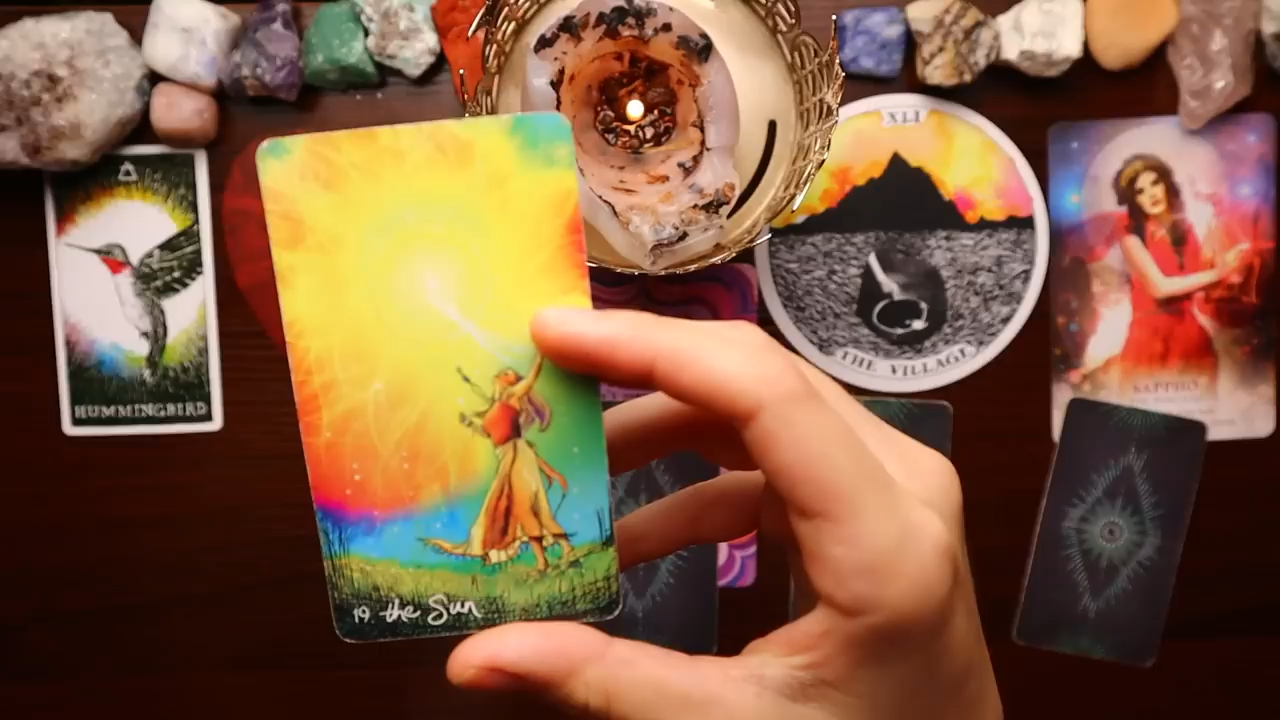 HUMMINGBIRD
19 the Sun
XLI
THE VILLAGE
SAPPHO